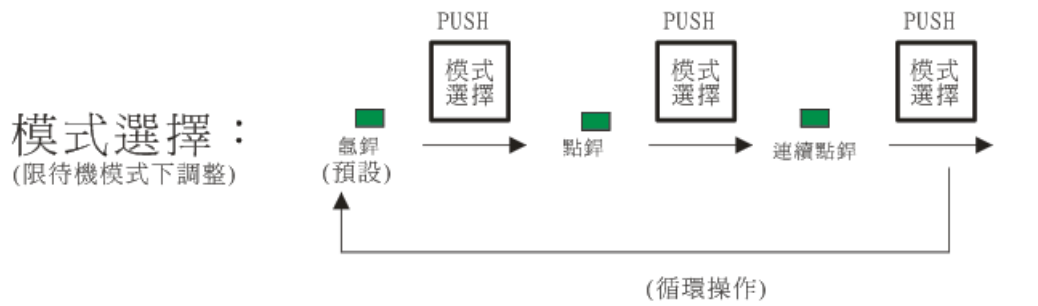 PUSH PUSH PUSH
模式
選擇
模式
選擇
模式
選擇
模式選擇：
(限待機模式下調整)
螽銲
(預設)
點銲
連續點銲
(循環操作)